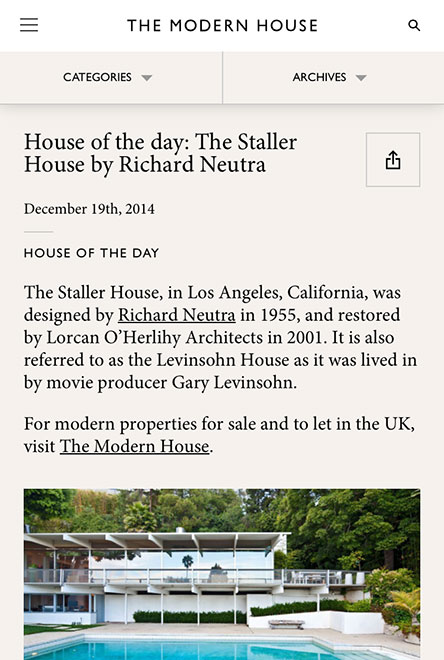 THE MODERN HOUSE
CATEGORIES
ARCHIVES
House of the day: The Staller
House by Richard Neutra
December 19th, 2014
HOUSE OF THE DAY
The Staller House, in Los Angeles, California, was
designed by Richard Neutra in 1955, and restored
by Lorcan O’Herlihy Architects in 2001. It is also
referred to as the Levinsohn House as it was lived in
by movie producer Gary Levinsohn.
For modern properties for sale and to let in the UK,
visit The Modern House.